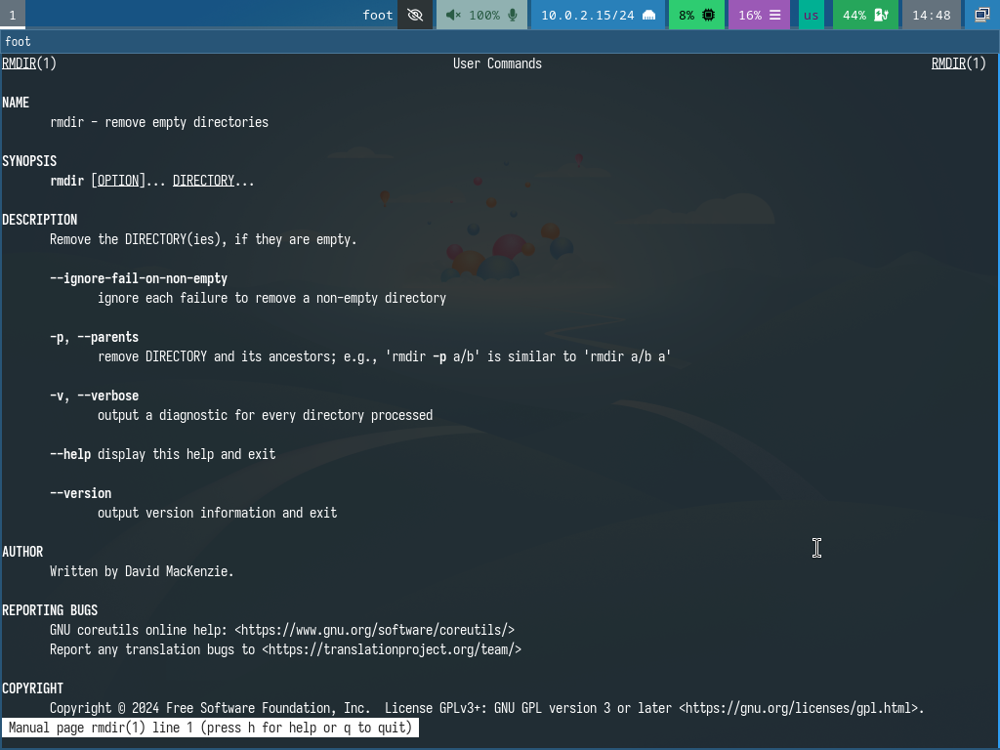 1 foot 100% 10.0.2.15/24 8% 16% us 44% 14:48
foot
RMDIR(1) User Commands RMDIR(1)
NAME
rmdir - remove empty directories
SYNOPSIS
rmdir [OPTION]... DIRECTORY...
DESCRIPTION
Remove the DIRECTORY(ies), if they are empty.
--ignore-fail-on-non-empty
ignore each failure to remove a non-empty directory
-p, --parents
remove DIRECTORY and its ancestors; e.g., 'rmdir -p a/b' is similar to 'rmdir a/b a'
-v, --verbose
output a diagnostic for every directory processed
--help display this help and exit
--version
output version information and exit
AUTHOR
Written by David MacKenzie.
REPORTING BUGS
GNU coreutils online help: <https://www.gnu.org/software/coreutils/>
Report any translation bugs to <https://translationproject.org/team/>
COPYRIGHT
Copyright © 2024 Free Software Foundation, Inc. License GPLv3+: GNU GPL version 3 or later <https://gnu.org/licenses/gpl.html>.
Manual page rmdir(1) line 1 (press h for help or q to quit)